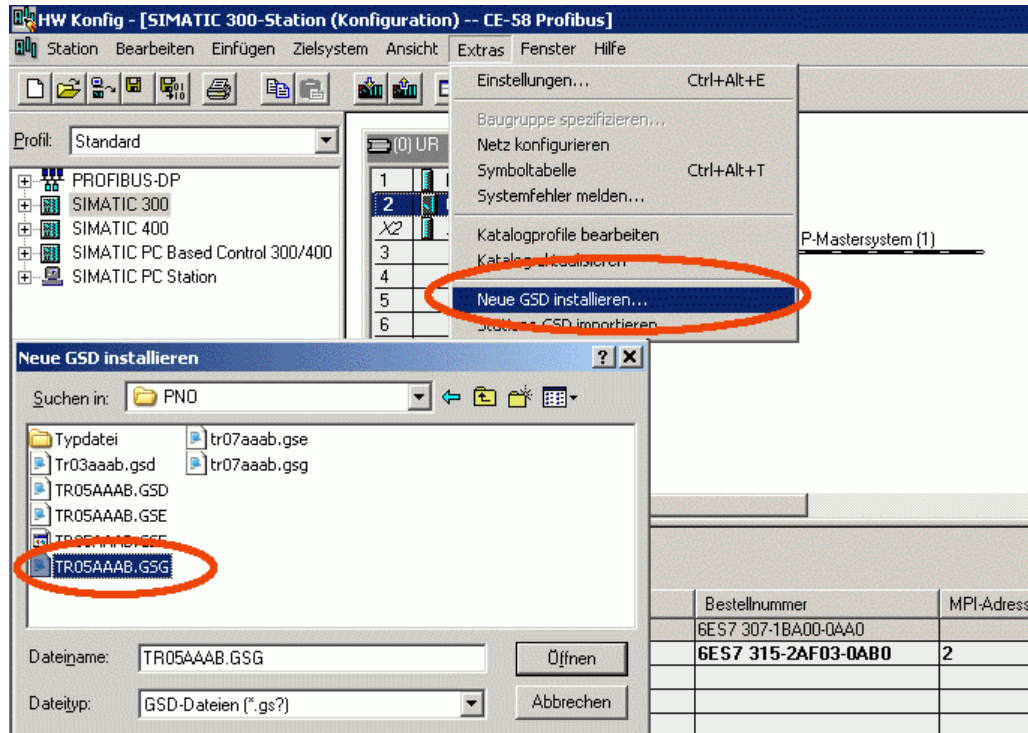 HW Konfig - [SIMATIC 300-Station (Konfiguration) -- CE-58 Profibus]
Station Bearbeiten Einfügen Zielsystem Ansicht Extras Fenster Hilfe
Einstellungen... Ctrl+Alt+E
Baugruppe spezifizieren...
Netz konfigurieren
Symboltabelle Ctrl+Alt+T
Systemfehler melden...
Katalogprofile bearbeiten
Katalog aktualisieren
Neue GSD installieren...
Stations-GSD importieren
Profil: Standard
PROFIBUS-DP
SIMATIC 300
SIMATIC 400
SIMATIC PC Based Control 300/400
SIMATIC PC Station
(0) UR
1
2
X2
3
4
5
6
P-Mastersystem (1)
Neue GSD installieren
Suchen in: PNO
Typdatei
Tr03aaab.gsd
TR05AAAB.GSD
TR05AAAB.GSE
TR05AAAB.GSG
tr07aaab.gse
tr07aaab.gsg
Dateiname: TR05AAAB.GSG
Öffnen
Dateityp: GSD-Dateien (*.gs?)
Abbrechen
Bestellnummer MPI-Adress
6ES7 307-1BA00-0AA0
6ES7 315-2AF03-0AB0 2